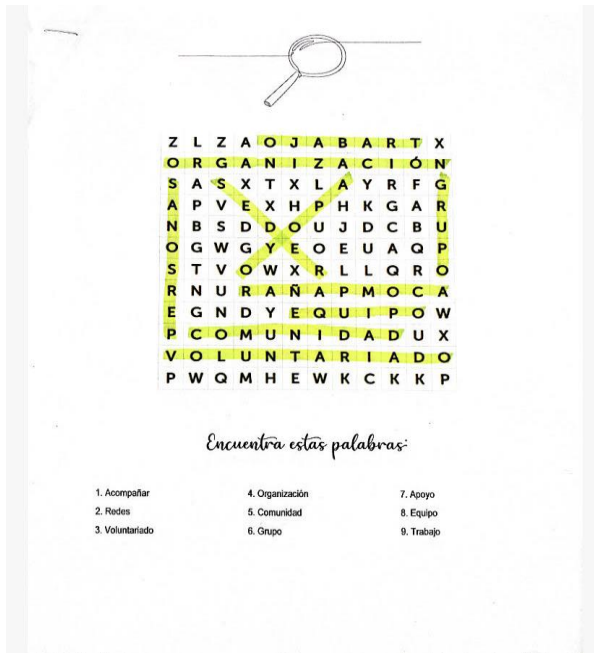 Z L Z A O J A B A R T X
O R G A N I Z A C I Ó N
S A S X T X L A Y R F G
A P V E X H P H K G A R
N B S D D O U J D C B U
O G W G Y E O E U A Q P
S T V O W X R L L Q R O
R N U R A Ñ A P M O C A
E G N D Y E Q U I P O W
P C O M U N I D A D U X
V O L U N T A R I A D O
P W Q M H E W K C K K P
Encuentra estas palabras:
1. Acompañar 4. Organización 7. Apoyo
2. Redes 5. Comunidad 8. Equipo
3. Voluntariado 6. Grupo 9. Trabajo